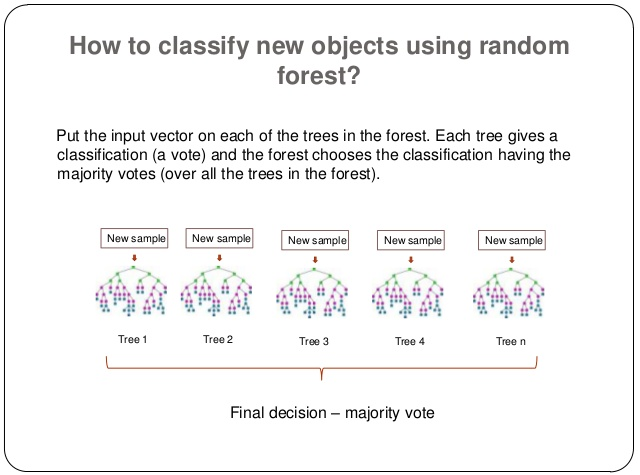 How to classify new objects using random
forest?
Put the input vector on each of the trees in the forest. Each tree gives a
classification (a vote) and the forest chooses the classification having the
majority votes (over all the trees in the forest).
New sample New sample New sample New sample New sample
Tree 1 Tree 2 Tree 3 Tree 4 Tree n
Final decision – majority vote